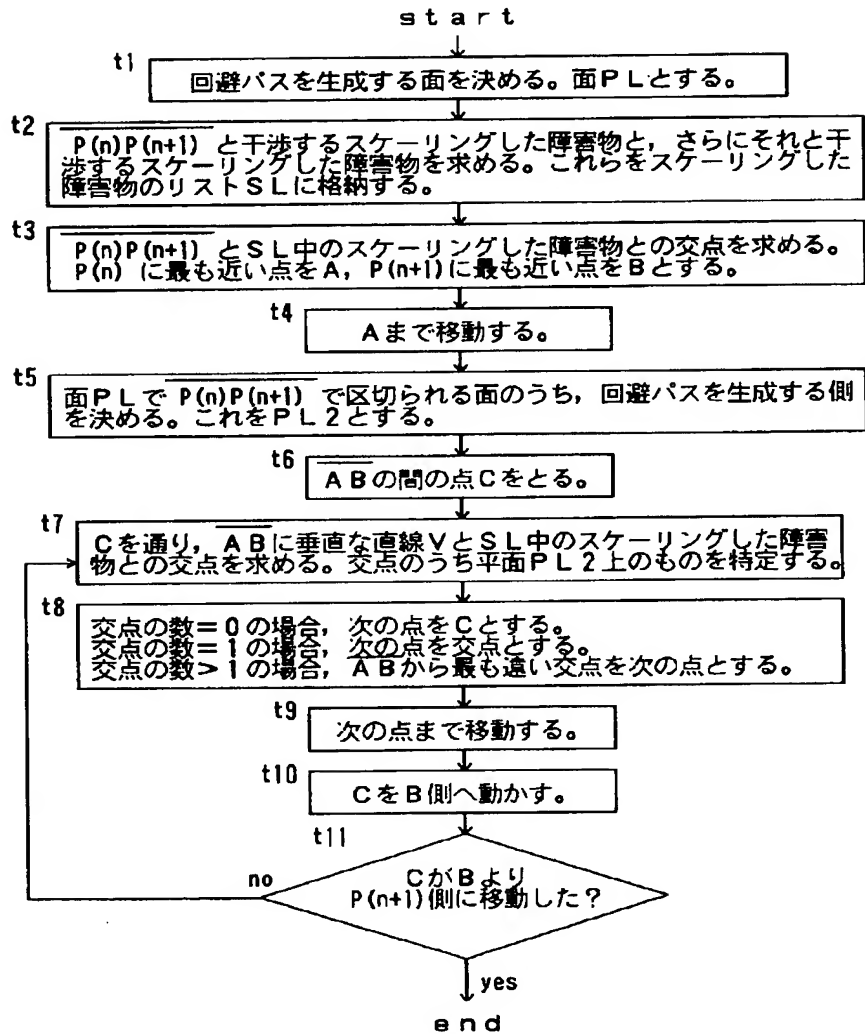 start
t1
回避パスを生成する面を決める。面PLとする。
t2
P(n)P(n+1) と干渉するスケーリングした障害物と，さらにそれと干
渉するスケーリングした障害物を求める。これらをスケーリングした
障害物のリストSLに格納する。
t3
P(n)P(n+1) とSL中のスケーリングした障害物との交点を求める。
P(n) に最も近い点をA，P(n+1)に最も近い点をBとする。
t4
Aまで移動する。
t5
面PLで P(n)P(n+1) で区切られる面のうち，回避パスを生成する側
を決める。これをPL2とする。
t6
ABの間の点Cをとる。
t7
Cを通り，ABに垂直な直線VとSL中のスケーリングした障害
物との交点を求める。交点のうち平面PL2上のものを特定する。
t8
交点の数＝0の場合，次の点をCとする。
交点の数＝1の場合，次の点を交点とする。
交点の数＞1の場合，ABから最も遠い交点を次の点とする。
t9
次の点まで移動する。
t10
CをB側へ動かす。
t11
CがBより
P(n+1)側に移動した？
no
yes
end